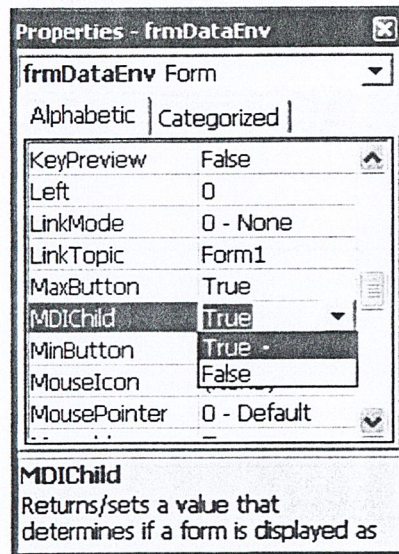 Properties - frmDataEnv
frmDataEnv Form
Alphabetic Categorized
KeyPreview False
Left 0
LinkMode 0 - None
LinkTopic Form1
MaxButton True
MDIChild True
MinButton True
MouseIcon False
MousePointer 0 - Default
MDIChild
Returns/sets a value that
determines if a form is displayed as